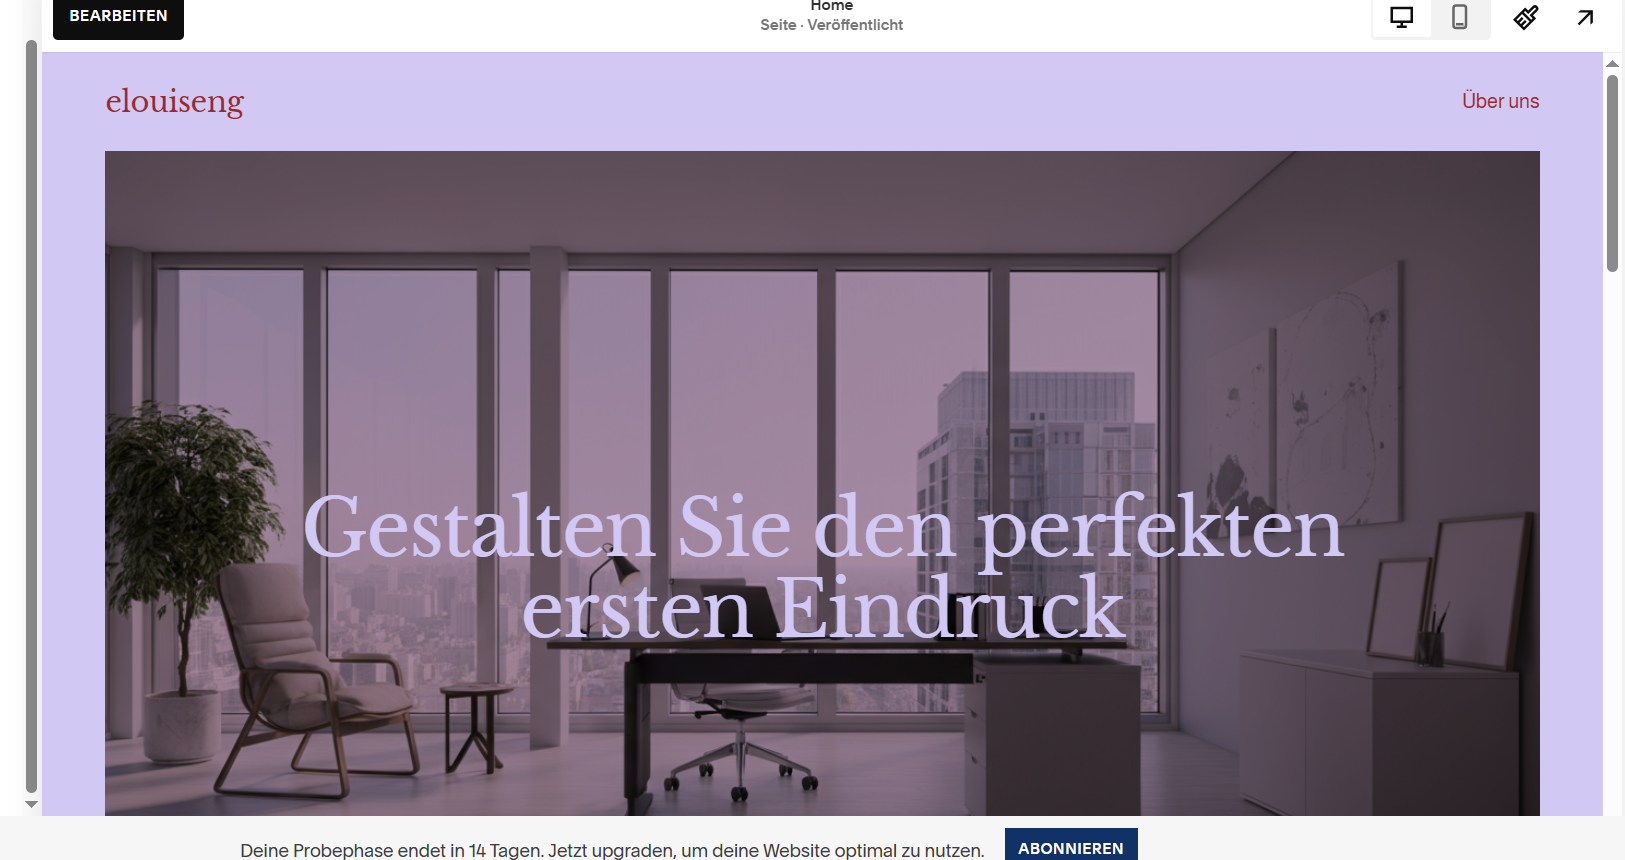 BEARBEITEN
Home
Seite · Veröffentlicht
elouiseng
Über uns
Gestalten Sie den perfekten
ersten Eindruck
Deine Probephase endet in 14 Tagen. Jetzt upgraden, um deine Website optimal zu nutzen.
ABONNIEREN